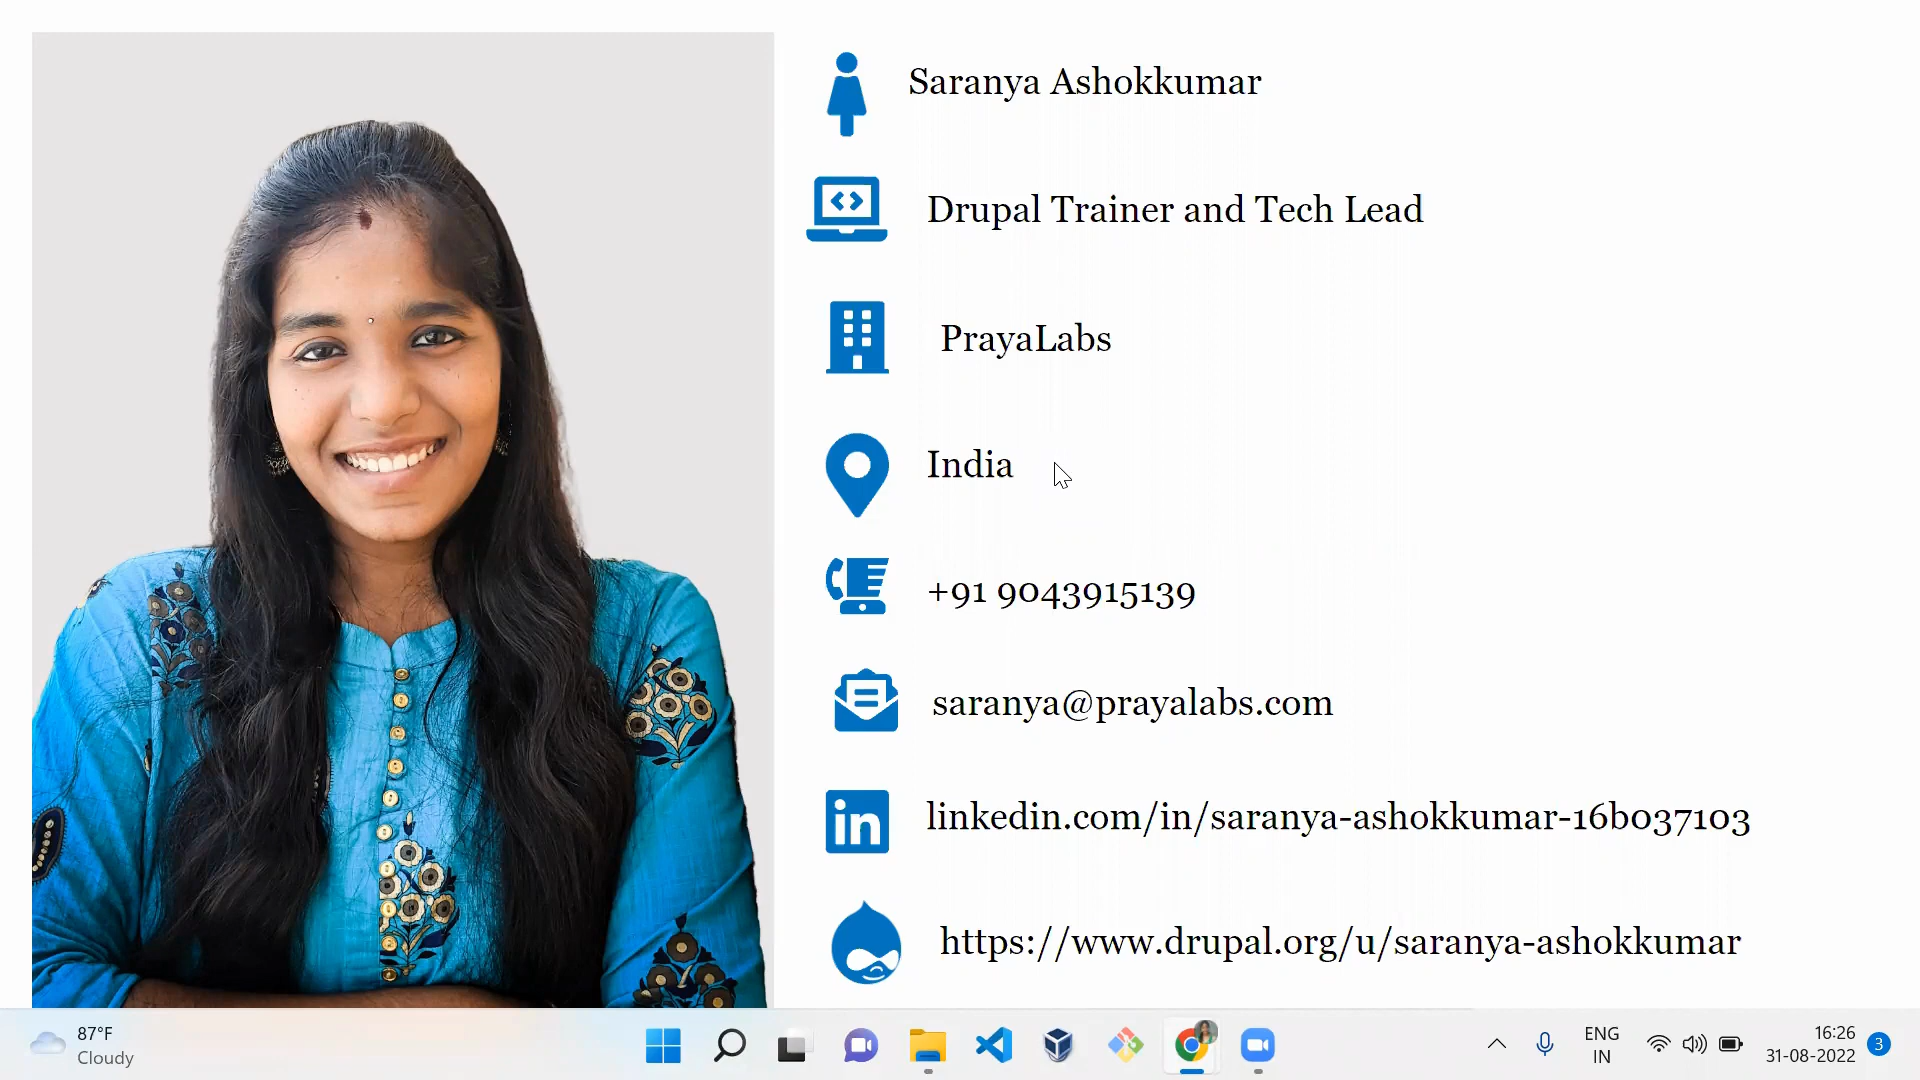 Saranya Ashokkumar
Drupal Trainer and Tech Lead
PrayaLabs
India
+91 9043915139
saranya@prayalabs.com
linkedin.com/in/saranya-ashokkumar-16b037103
https://www.drupal.org/u/saranya-ashokkumar
87°F
Cloudy
ENG
IN
16:26
31-08-2022
3